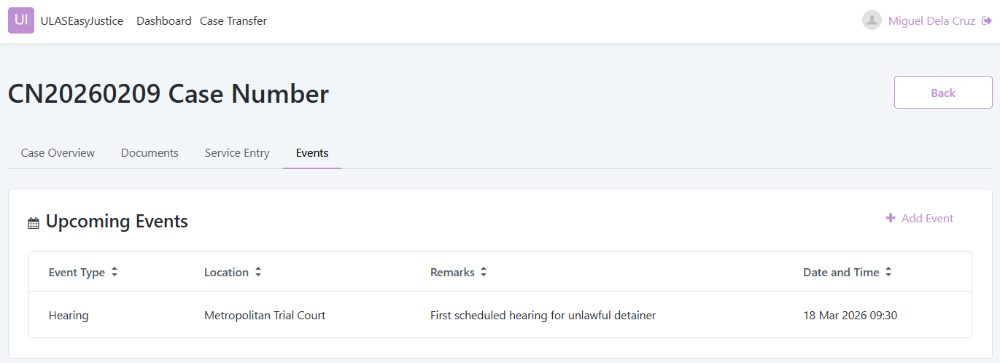 UI ULASEasyJustice Dashboard Case Transfer Miguel Dela Cruz
CN20260209 Case Number Back
Case Overview Documents Service Entry Events
Upcoming Events Add Event
Event Type Location Remarks Date and Time
Hearing Metropolitan Trial Court First scheduled hearing for unlawful detainer 18 Mar 2026 09:30